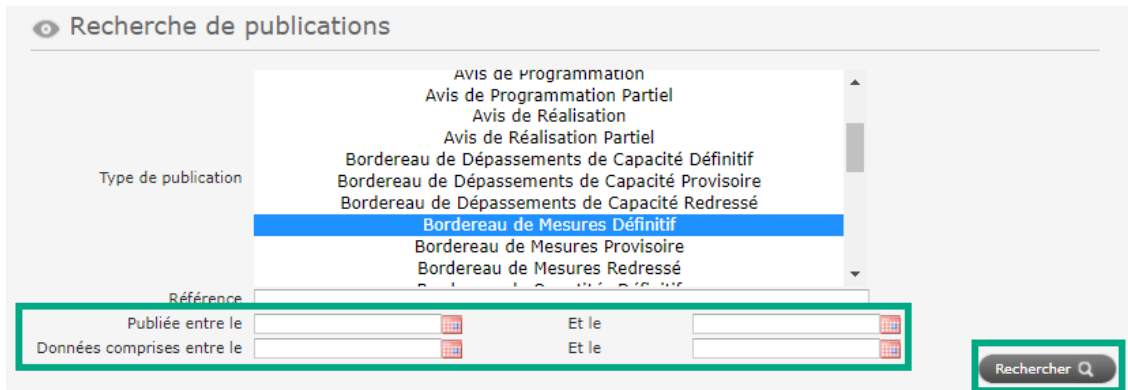 Recherche de publications
Avis de Programmation
Avis de Programmation Partiel
Avis de Réalisation
Avis de Réalisation Partiel
Bordereau de Dépassements de Capacité Définitif
Type de publication
Bordereau de Dépassements de Capacité Provisoire
Bordereau de Dépassements de Capacité Redressé
Bordereau de Mesures Définitif
Bordereau de Mesures Provisoire
Bordereau de Mesures Redressé
Référence
Publiée entre le Et le
Données comprises entre le Et le
Rechercher